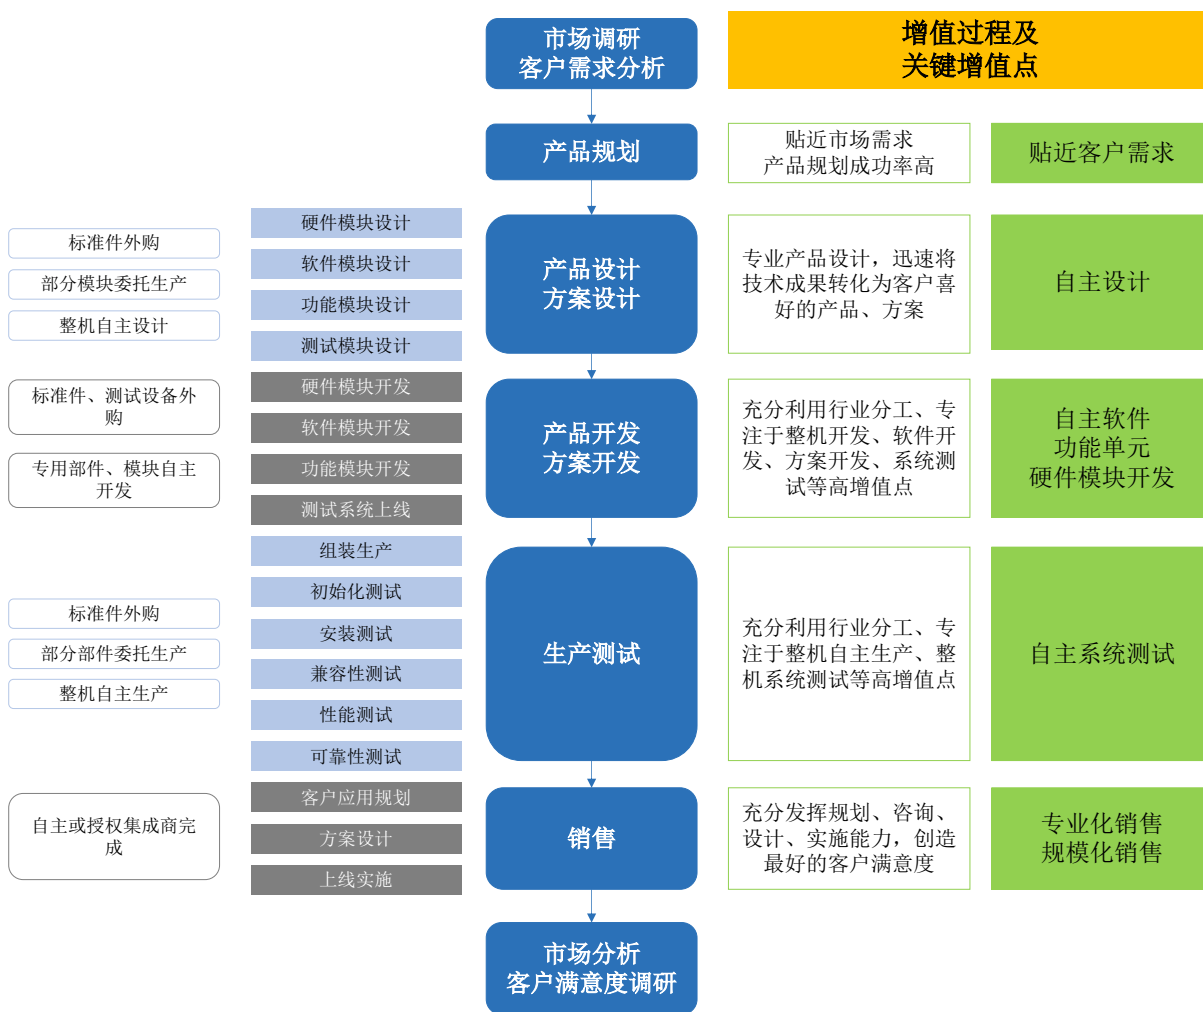 市场调研
客户需求分析
增值过程及
关键增值点
产品规划
贴近市场需求
产品规划成功率高
贴近客户需求
标准件外购
部分模块委托生产
整机自主设计
硬件模块设计
软件模块设计
功能模块设计
测试模块设计
产品设计
方案设计
专业产品设计，迅速将
技术成果转化为客户喜
好的产品、方案
自主设计
标准件、测试设备外
购
专用部件、模块自主
开发
硬件模块开发
软件模块开发
功能模块开发
测试系统上线
产品开发
方案开发
充分利用行业分工、专
注于整机开发、软件开
发、方案开发、系统测
试等高增值点
自主软件
功能单元
硬件模块开发
标准件外购
部分部件委托生产
整机自主生产
组装生产
初始化测试
安装测试
兼容性测试
性能测试
可靠性测试
生产测试
充分利用行业分工、专
注于整机自主生产、整
机系统测试等高增值点
自主系统测试
自主或授权集成商完
成
客户应用规划
方案设计
上线实施
销售
充分发挥规划、咨询、
设计、实施能力，创造
最好的客户满意度
专业化销售
规模化销售
市场分析
客户满意度调研